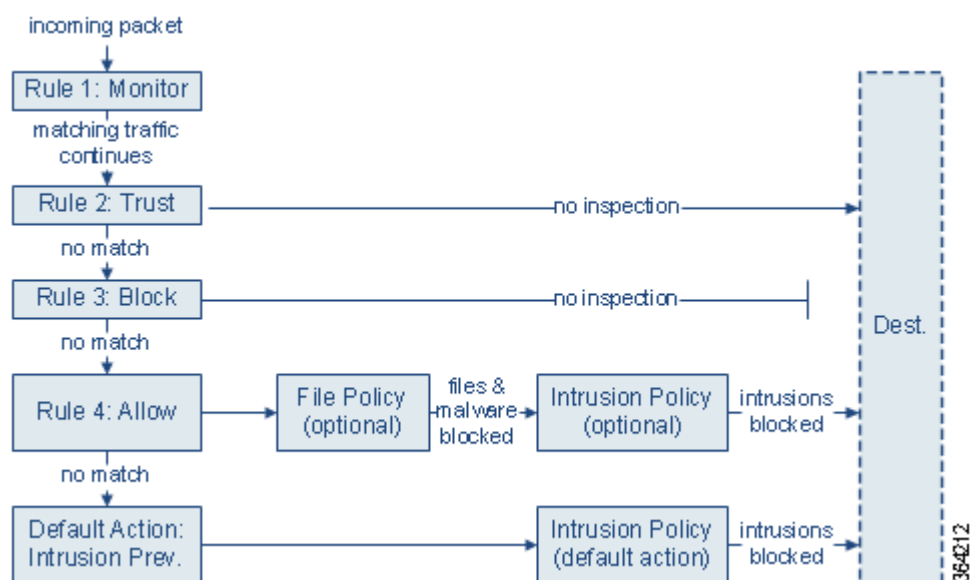 incoming packet
Rule 1: Monitor
matching traffic
continues
Rule 2: Trust
no inspection
no match
Rule 3: Block
no inspection
no match
Rule 4: Allow
File Policy
(optional)
files &
malware
blocked
Intrusion Policy
(optional)
intrusions
blocked
no match
Default Action:
Intrusion Prev.
Intrusion Policy
(default action)
intrusions
blocked
Dest.
364212